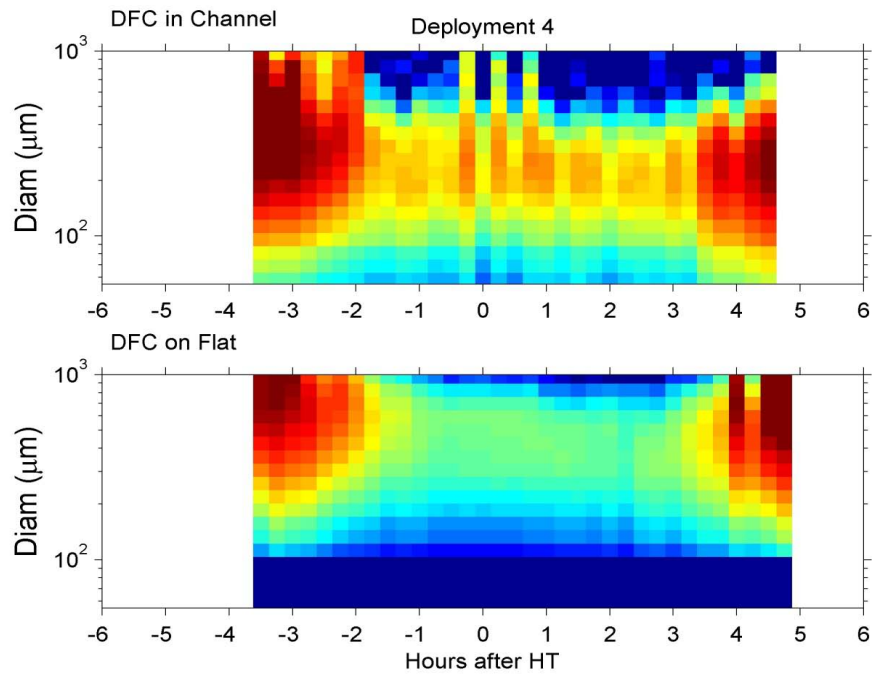 DFC in Channel
Deployment 4
10³
10²
Diam (μm)
-6 -5 -4 -3 -2 -1 0 1 2 3 4 5 6
DFC on Flat
10³
10²
Diam (μm)
-6 -5 -4 -3 -2 -1 0 1 2 3 4 5 6
Hours after HT